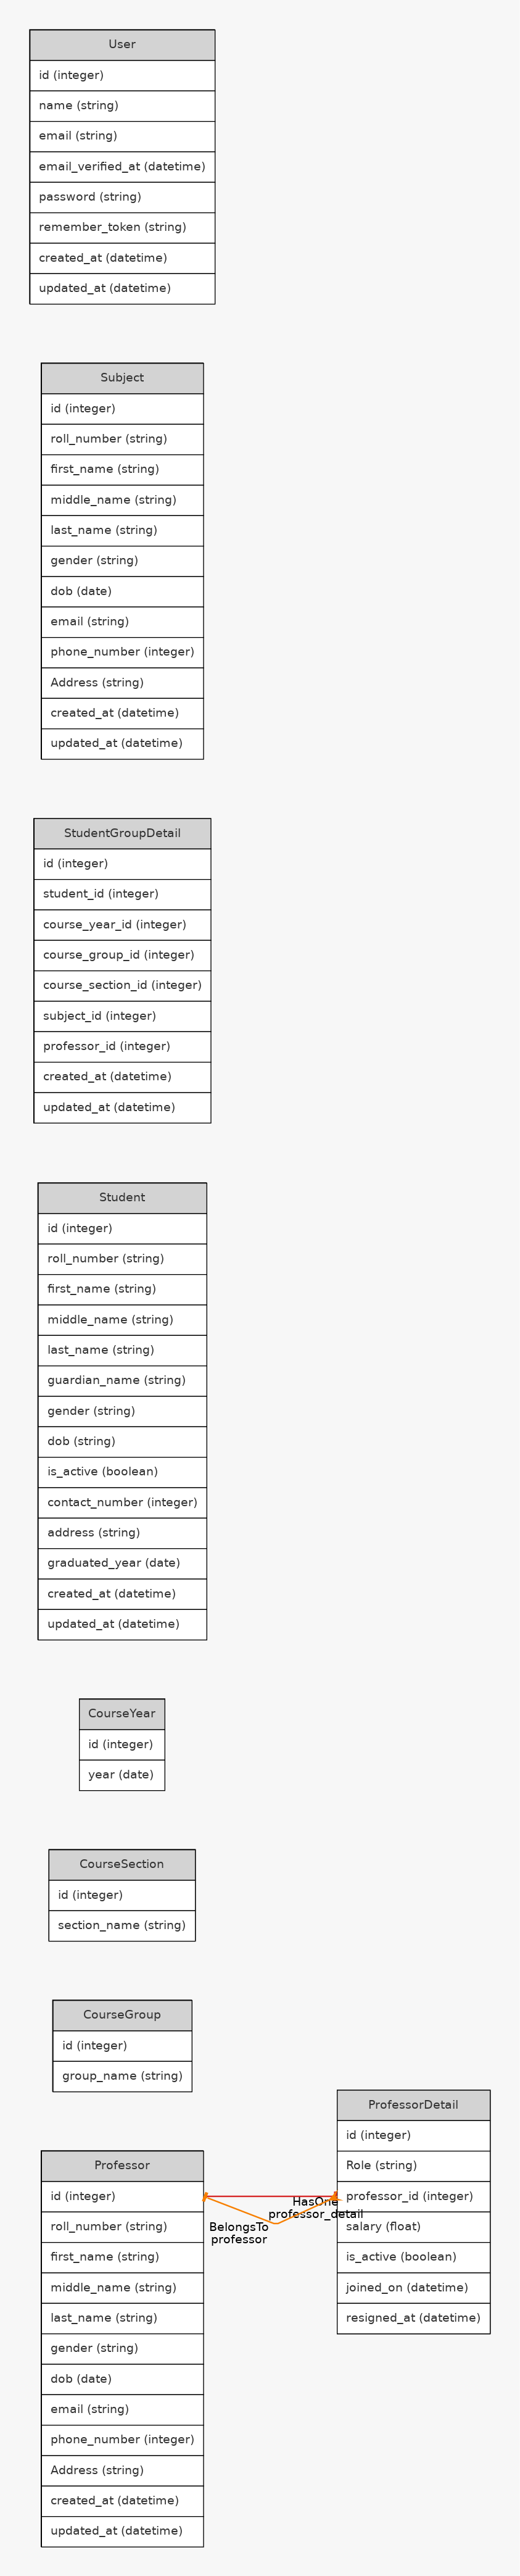 User
id (integer)
name (string)
email (string)
email_verified_at (datetime)
password (string)
remember_token (string)
created_at (datetime)
updated_at (datetime)
Subject
id (integer)
roll_number (string)
first_name (string)
middle_name (string)
last_name (string)
gender (string)
dob (date)
email (string)
phone_number (integer)
Address (string)
created_at (datetime)
updated_at (datetime)
StudentGroupDetail
id (integer)
student_id (integer)
course_year_id (integer)
course_group_id (integer)
course_section_id (integer)
subject_id (integer)
professor_id (integer)
created_at (datetime)
updated_at (datetime)
Student
id (integer)
roll_number (string)
first_name (string)
middle_name (string)
last_name (string)
guardian_name (string)
gender (string)
dob (string)
is_active (boolean)
contact_number (integer)
address (string)
graduated_year (date)
created_at (datetime)
updated_at (datetime)
CourseYear
id (integer)
year (date)
CourseSection
id (integer)
section_name (string)
CourseGroup
id (integer)
group_name (string)
Professor
id (integer)
roll_number (string)
first_name (string)
middle_name (string)
last_name (string)
gender (string)
dob (date)
email (string)
phone_number (integer)
Address (string)
created_at (datetime)
updated_at (datetime)
BelongsTo
professor
HasOne
professor_detail
ProfessorDetail
id (integer)
Role (string)
professor_id (integer)
salary (float)
is_active (boolean)
joined_on (datetime)
resigned_at (datetime)